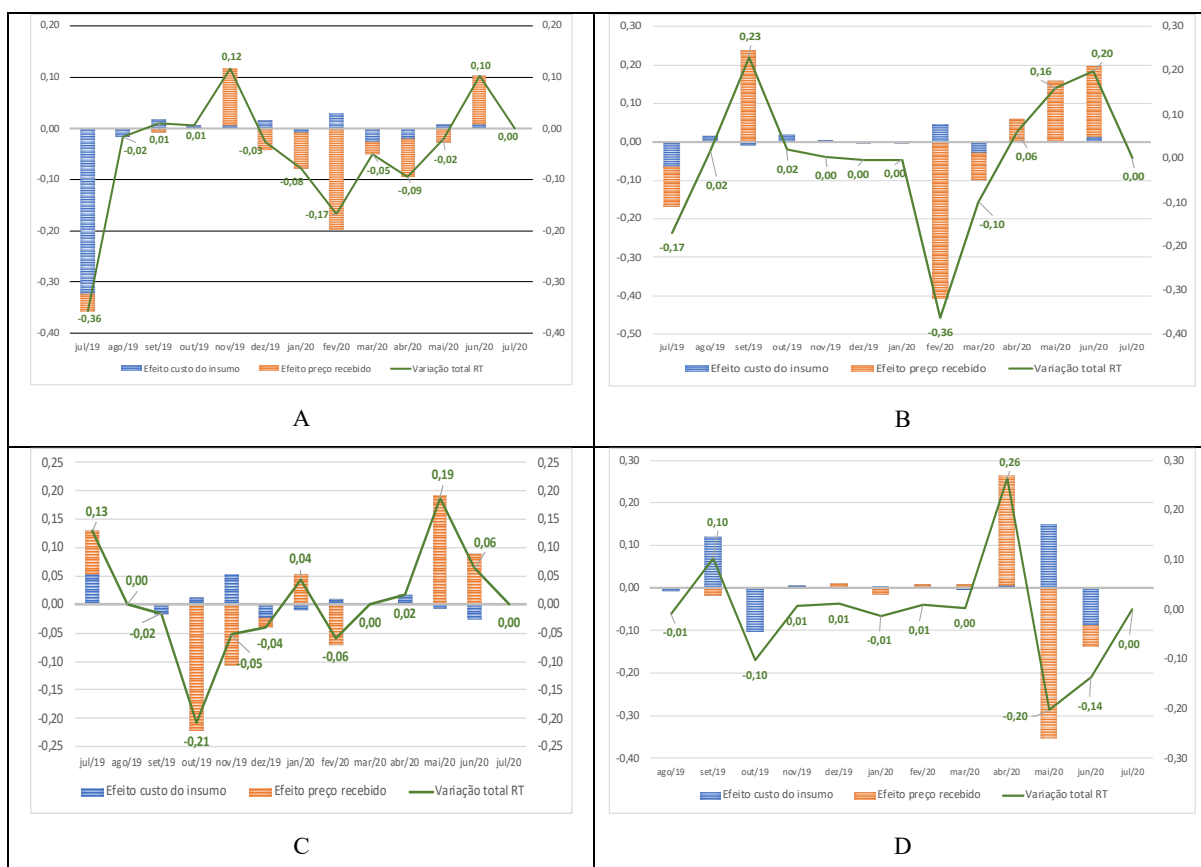 0,20 0,20
0,12
0,10
0,10 0,10
0,00 0,01 0,01 0,00 0,00
-0,02 -0,03 -0,02
-0,08 -0,05 -0,09
-0,10 -0,10
-0,17
-0,20 -0,20
-0,30 -0,30
-0,36
-0,40 -0,40
jul/19 ago/19 set/19 out/19 nov/19 dez/19 jan/20 fev/20 mar/20 abr/20 mai/20 jun/20 jul/20
Efeito custo do insumo Efeito preço recebido Variação total RT
A
0,30 0,30
0,23
0,20 0,16 0,20 0,20
0,10 0,10
0,00 0,02 0,02 0,00 0,00 0,00 0,06 0,00 0,00
-0,10 -0,17 -0,10 -0,10
-0,20 -0,20
-0,30 -0,30
-0,40 -0,36
-0,50 -0,40
jul/19 ago/19 set/19 out/19 nov/19 dez/19 jan/20 fev/20 mar/20 abr/20 mai/20 jun/20 jul/20
Efeito custo do insumo Efeito preço recebido Variação total RT
B
0,25 0,25
0,20 0,19 0,20
0,15 0,13 0,15
0,10 0,10
0,05 0,04 0,06 0,05
0,00 0,00 0,00 0,02 0,00 0,00
-0,05 -0,02 -0,05 -0,04 -0,06 -0,05
-0,10 -0,10
-0,15 -0,15
-0,20 -0,21 -0,20
-0,25 -0,25
jul/19 ago/19 set/19 out/19 nov/19 dez/19 jan/20 fev/20 mar/20 abr/20 mai/20 jun/20 jul/20
Efeito custo do insumo Efeito preço recebido Variação total RT
C
0,30 0,26 0,30
0,20 0,20
0,10 0,10 0,10
0,00 -0,01 0,01 0,01 -0,01 0,01 0,00 0,00 0,00
-0,10 -0,10 -0,10
-0,20 -0,20 -0,14 -0,20
-0,30
-0,40 -0,30
ago/19 set/19 out/19 nov/19 dez/19 jan/20 fev/20 mar/20 abr/20 mai/20 jun/20 jul/20
Efeito custo do insumo Efeito preço recebido Variação total RT
D